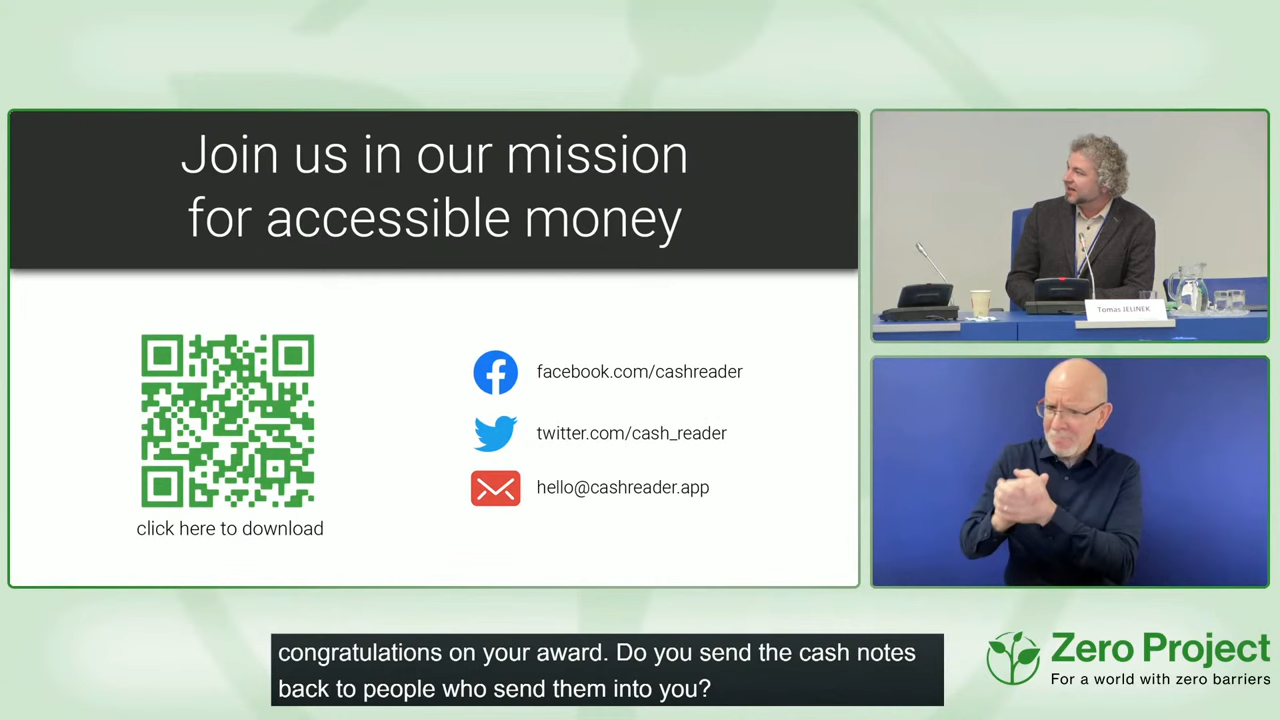 Join us in our mission
for accessible money
facebook.com/cashreader
twitter.com/cash_reader
hello@cashreader.app
click here to download
Tomas JELINEK
congratulations on your award. Do you send the cash notes
back to people who send them into you?
Zero Project
For a world with zero barriers